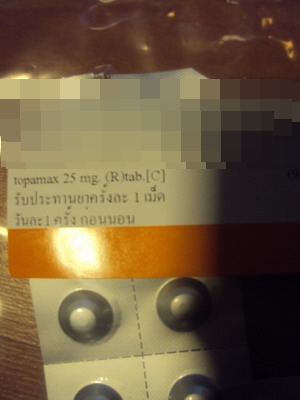 topamax 25 mg. (R)tab.[C]
รับประทานยาครั้งละ 1 เม็ด
วันละ1 ครั้ง ก่อนนอน